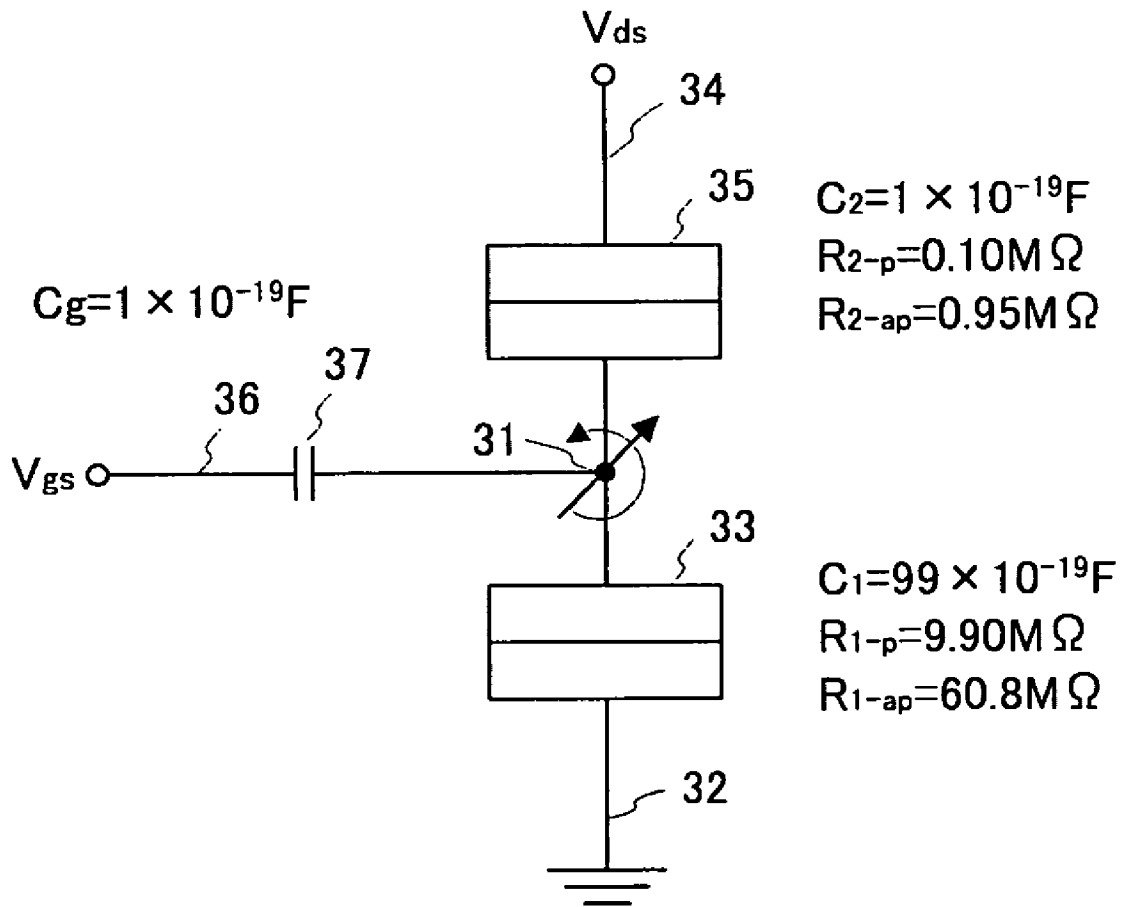 Vds
34
35
C2=1×10⁻¹⁹F
R2-p=0.10MΩ
R2-ap=0.95MΩ
Cg=1×10⁻¹⁹F
37
36
31
Vgs
33
C1=99×10⁻¹⁹F
R1-p=9.90MΩ
R1-ap=60.8MΩ
32